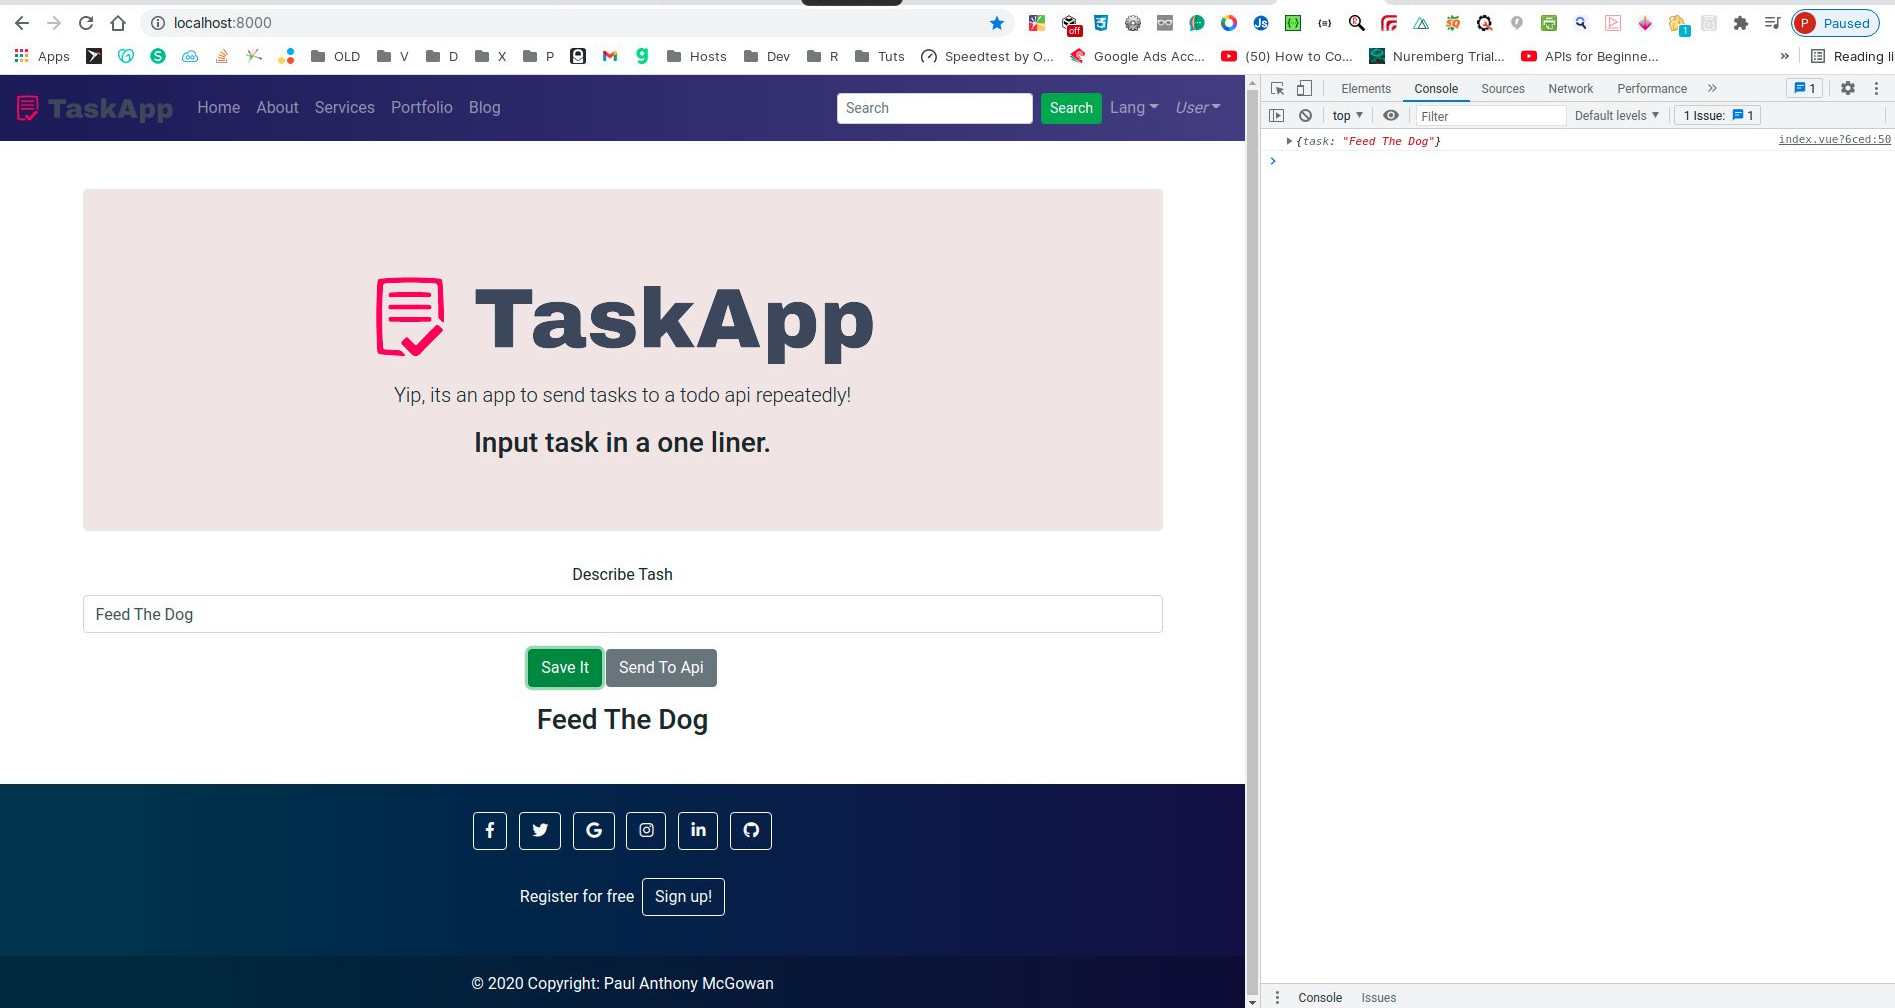 localhost:8000
off
1
P Paused
Apps
OLD
V
D
X
P
Hosts
Dev
R
Tuts
Speedtest by O...
Google Ads Acc...
(50) How to Co...
Nuremberg Trial...
APIs for Beginne...
»
Reading li
TaskApp
Home
About
Services
Portfolio
Blog
Search
Search
Lang
User
Elements
Console
Sources
Network
Performance
»
1
top
Filter
Default levels
1 Issue: 1
{task: "Feed The Dog"}
index.vue?6ced:50
TaskApp
Yip, its an app to send tasks to a todo api repeatedly!
Input task in a one liner.
Describe Tash
Feed The Dog
Save It
Send To Api
Feed The Dog
Register for free
Sign up!
© 2020 Copyright: Paul Anthony McGowan
Console
Issues